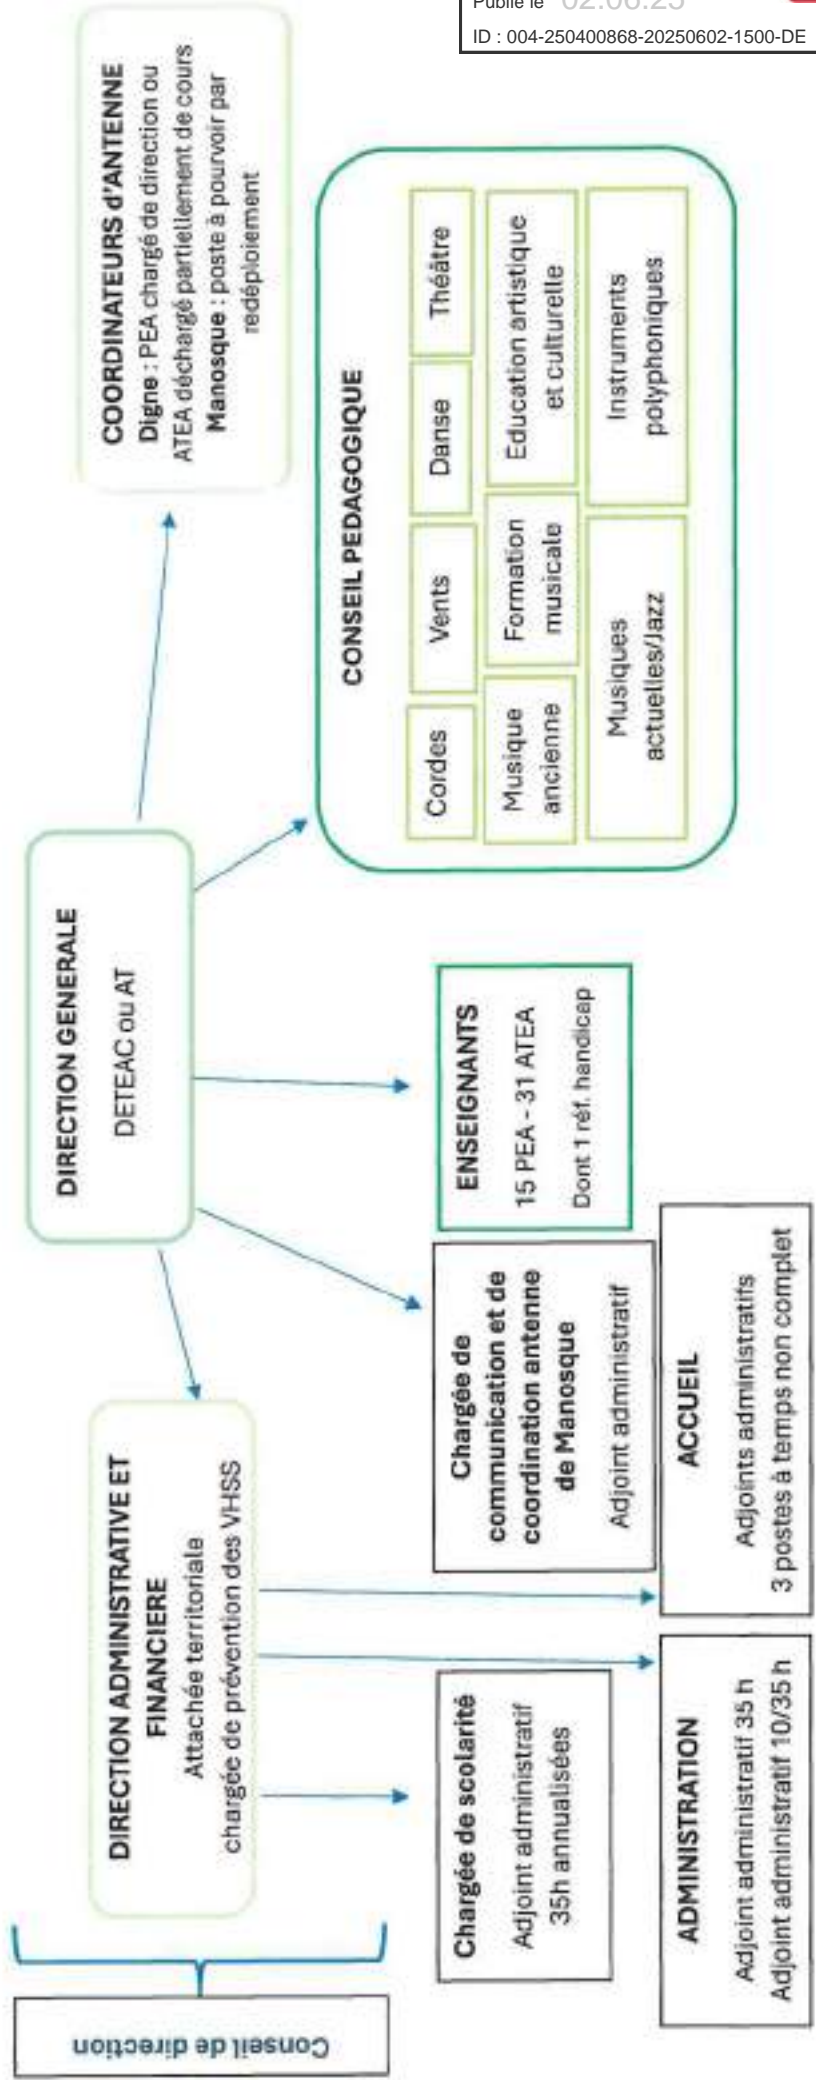 Publié le 02.06.25
ID : 004-250400868-20250602-1500-DE
Conseil de direction
DIRECTION GENERALE
DETEAC ou AT
DIRECTION ADMINISTRATIVE ET
FINANCIERE
Attachée territoriale
chargée de prévention des VHSS
COORDINATEURS d'ANTENNE
Digne : PEA chargé de direction ou
ATEA déchargé partiellement de cours
Manosque : poste à pourvoir par
redéploiement
Chargée de scolarité
Adjoint administratif
35h annualisées
Chargée de
communication et de
coordination antenne
de Manosque
Adjoint administratif
ENSEIGNANTS
15 PEA - 31 ATEA
Dont 1 réf. handicap
CONSEIL PEDAGOGIQUE
Cordes
Vents
Danse
Théâtre
Musique
ancienne
Formation
musicale
Education artistique
et culturelle
Musiques
actuelles/Jazz
Instruments
polyphoniques
ADMINISTRATION
Adjoint administratif 35 h
Adjoint administratif 10/35 h
ACCUEIL
Adjoints administratifs
3 postes à temps non complet